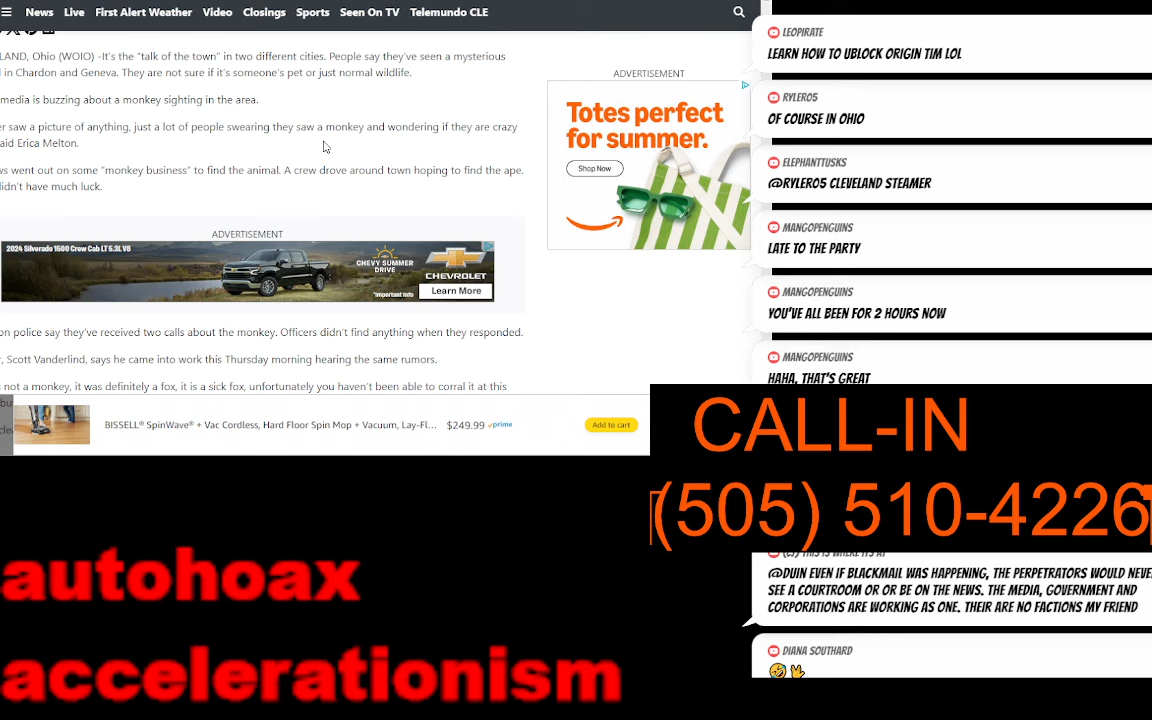 News Live First Alert Weather Video Closings Sports Seen On TV Telemundo CLE
LAND, Ohio (WOIO) -It's the “talk of the town” in two different cities. People say they've seen a mysterious
in Chardon and Geneva. They are not sure if it's someone's pet or just normal wildlife.
media is buzzing about a monkey sighting in the area.
er saw a picture of anything, just a lot of people swearing they saw a monkey and wondering if they are crazy
aid Erica Melton.
ws went out on some “monkey business” to find the animal. A crew drove around town hoping to find the ape.
didn't have much luck.
ADVERTISEMENT
2024 Silverado 1500 Crew Cab LT 5.3L V8
CHEVY SUMMER
DRIVE
*Important Info
CHEVROLET
Learn More
on police say they've received two calls about the monkey. Officers didn't find anything when they responded.
, Scott Vanderlind, says he came into work this Thursday morning hearing the same rumors.
not a monkey, it was definitely a fox, it is a sick fox, unfortunately you haven't been able to corral it at this
BISSELL® SpinWave® + Vac Cordless, Hard Floor Spin Mop + Vacuum, Lay-Fl... $249.99 prime
Add to cart
ADVERTISEMENT
Totes perfect
for summer.
Shop Now
LEOPIRATE
LEARN HOW TO UBLOCK ORIGIN TIM LOL
RYLERO5
OF COURSE IN OHIO
ELEPHANTTUSKS
@RYLERO5 CLEVELAND STEAMER
MANGOPENGUINS
LATE TO THE PARTY
MANGOPENGUINS
YOU'VE ALL BEEN FOR 2 HOURS NOW
MANGOPENGUINS
HAHA, THAT'S GREAT
CALL-IN
(505) 510-4226
THIS IS WHERE IT'S AT
@DUIN EVEN IF BLACKMAIL WAS HAPPENING, THE PERPETRATORS WOULD NEVE
SEE A COURTROOM OR OR BE ON THE NEWS. THE MEDIA, GOVERNMENT AND
CORPORATIONS ARE WORKING AS ONE. THEIR ARE NO FACTIONS MY FRIEND
DIANA SOUTHARD
🤣🖖
autohoax
accelerationism